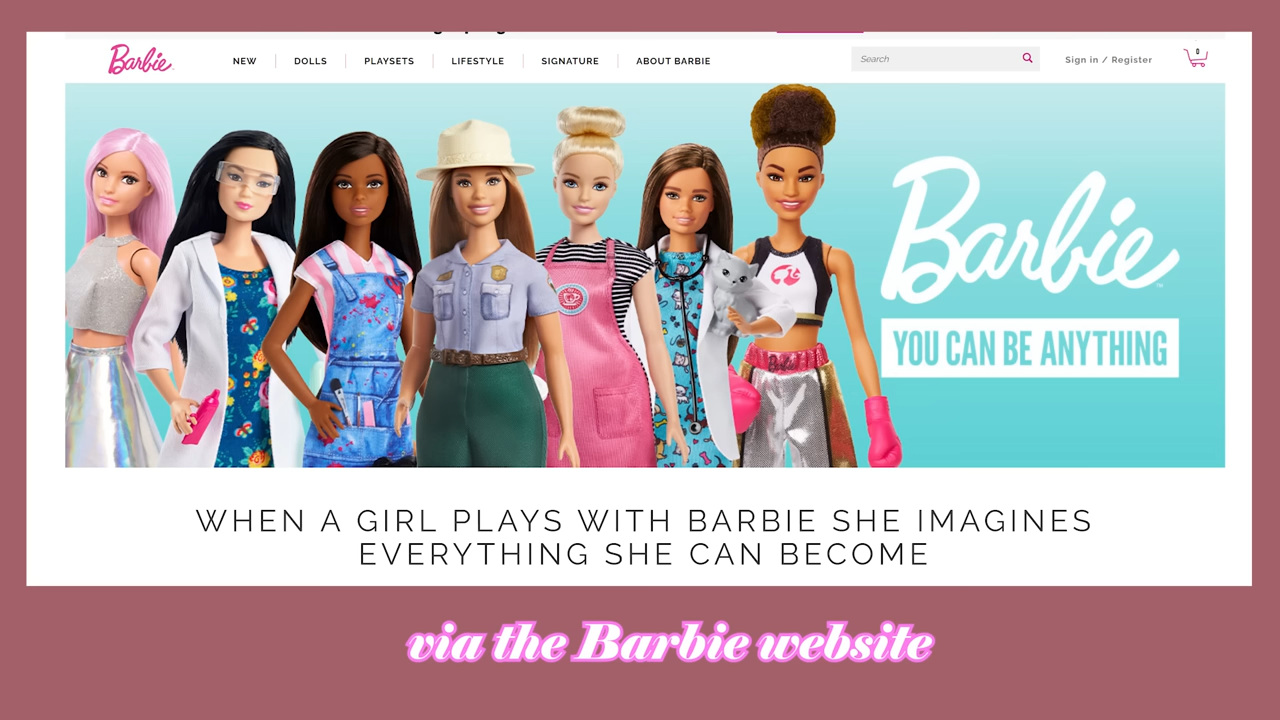 Barbie
NEW
DOLLS
PLAYSETS
LIFESTYLE
SIGNATURE
ABOUT BARBIE
Search
Sign in / Register
0
Barbie
YOU CAN BE ANYTHING
Barbie
WHEN A GIRL PLAYS WITH BARBIE SHE IMAGINES
EVERYTHING SHE CAN BECOME
via the Barbie website